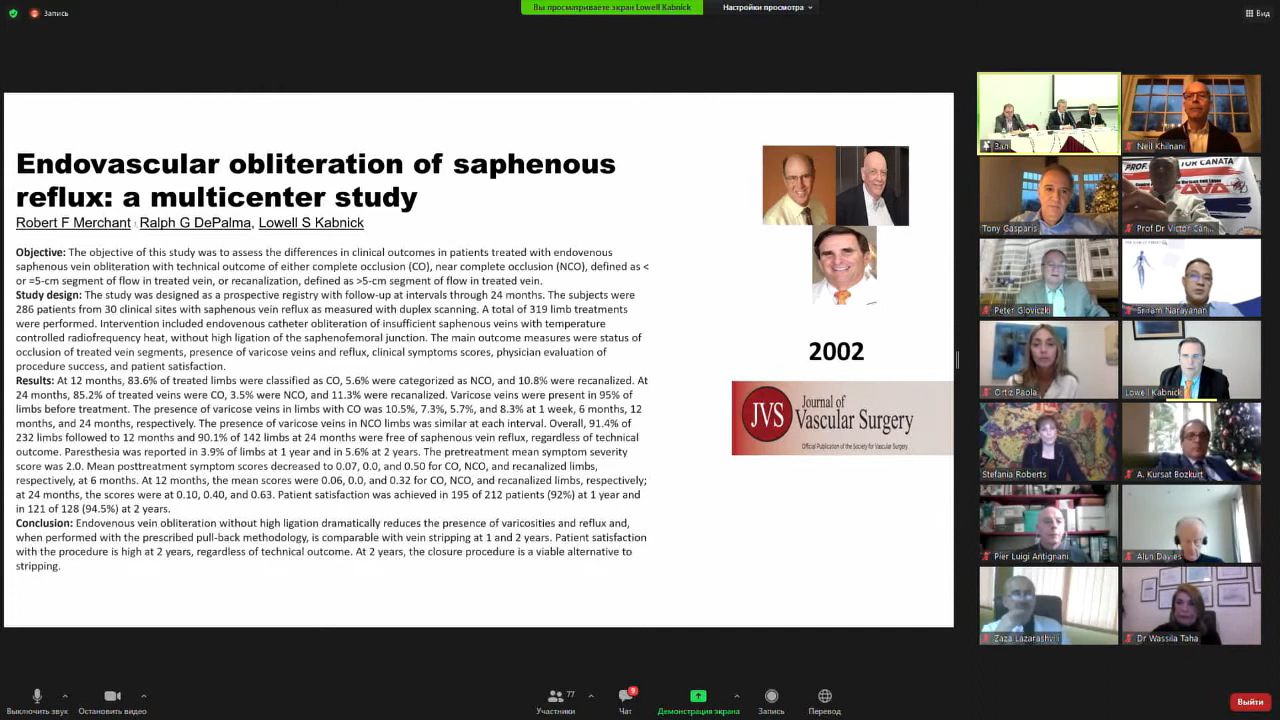 Запись
Вы просматриваете экран Lowell Kabnick
Настройки просмотра
Вид
Endovascular obliteration of saphenous
reflux: a multicenter study
Robert F Merchant, Ralph G DePalma, Lowell S Kabnick
Objective: The objective of this study was to assess the differences in clinical outcomes in patients treated with endovenous
saphenous vein obliteration with technical outcome of either complete occlusion (CO), near complete occlusion (NCO), defined as <
or =5-cm segment of flow in treated vein, or recanalization, defined as >5-cm segment of flow in treated vein.
Study design: The study was designed as a prospective registry with follow-up at intervals through 24 months. The subjects were
286 patients from 30 clinical sites with saphenous vein reflux as measured with duplex scanning. A total of 319 limb treatments
were performed. Intervention included endovenous catheter obliteration of insufficient saphenous veins with temperature
controlled radiofrequency heat, without high ligation of the saphenofemoral junction. The main outcome measures were status of
occlusion of treated vein segments, presence of varicose veins and reflux, clinical symptoms scores, physician evaluation of
procedure success, and patient satisfaction.
Results: At 12 months, 83.6% of treated limbs were classified as CO, 5.6% were categorized as NCO, and 10.8% were recanalized. At
24 months, 85.2% of treated veins were CO, 3.5% were NCO, and 11.3% were recanalized. Varicose veins were present in 95% of
limbs before treatment. The presence of varicose veins in limbs with CO was 10.5%, 7.3%, 5.7%, and 8.3% at 1 week, 6 months, 12
months, and 24 months, respectively. The presence of varicose veins in NCO limbs was similar at each interval. Overall, 91.4% of
232 limbs followed to 12 months and 90.1% of 142 limbs at 24 months were free of saphenous vein reflux, regardless of technical
outcome. Paresthesia was reported in 3.9% of limbs at 1 year and in 5.6% at 2 years. The pretreatment mean symptom severity
score was 2.0. Mean posttreatment symptom scores decreased to 0.07, 0.0, and 0.50 for CO, NCO, and recanalized limbs,
respectively, at 6 months. At 12 months, the mean scores were 0.06, 0.0, and 0.32 for CO, NCO, and recanalized limbs, respectively;
at 24 months, the scores were at 0.10, 0.40, and 0.63. Patient satisfaction was achieved in 195 of 212 patients (92%) at 1 year and
in 121 of 128 (94.5%) at 2 years.
Conclusion: Endovenous vein obliteration without high ligation dramatically reduces the presence of varicosities and reflux and,
when performed with the prescribed pull-back methodology, is comparable with vein stripping at 1 and 2 years. Patient satisfaction
with the procedure is high at 2 years, regardless of technical outcome. At 2 years, the closure procedure is a viable alternative to
stripping.
2002
JVS
Journal of
Vascular Surgery
Official Publication of the Society for Vascular Surgery
Зал
Neil Khilnani
Tony Gasparis
PROF.
TOR CANATA
Prof Dr Victor Can...
Peter Gloviczki
Sriram Narayanan
Ortiz Paola
Lowell Kabnick
Stefania Roberts
A. Kursat Bozkurt
Pier Luigi Antignani
Alun Davies
Zaza Lazarashvili
Dr Wassila Taha
Выключить звук
Остановить видео
77
Участники
9
Чат
Демонстрация экрана
Запись
Перевод
Выйти